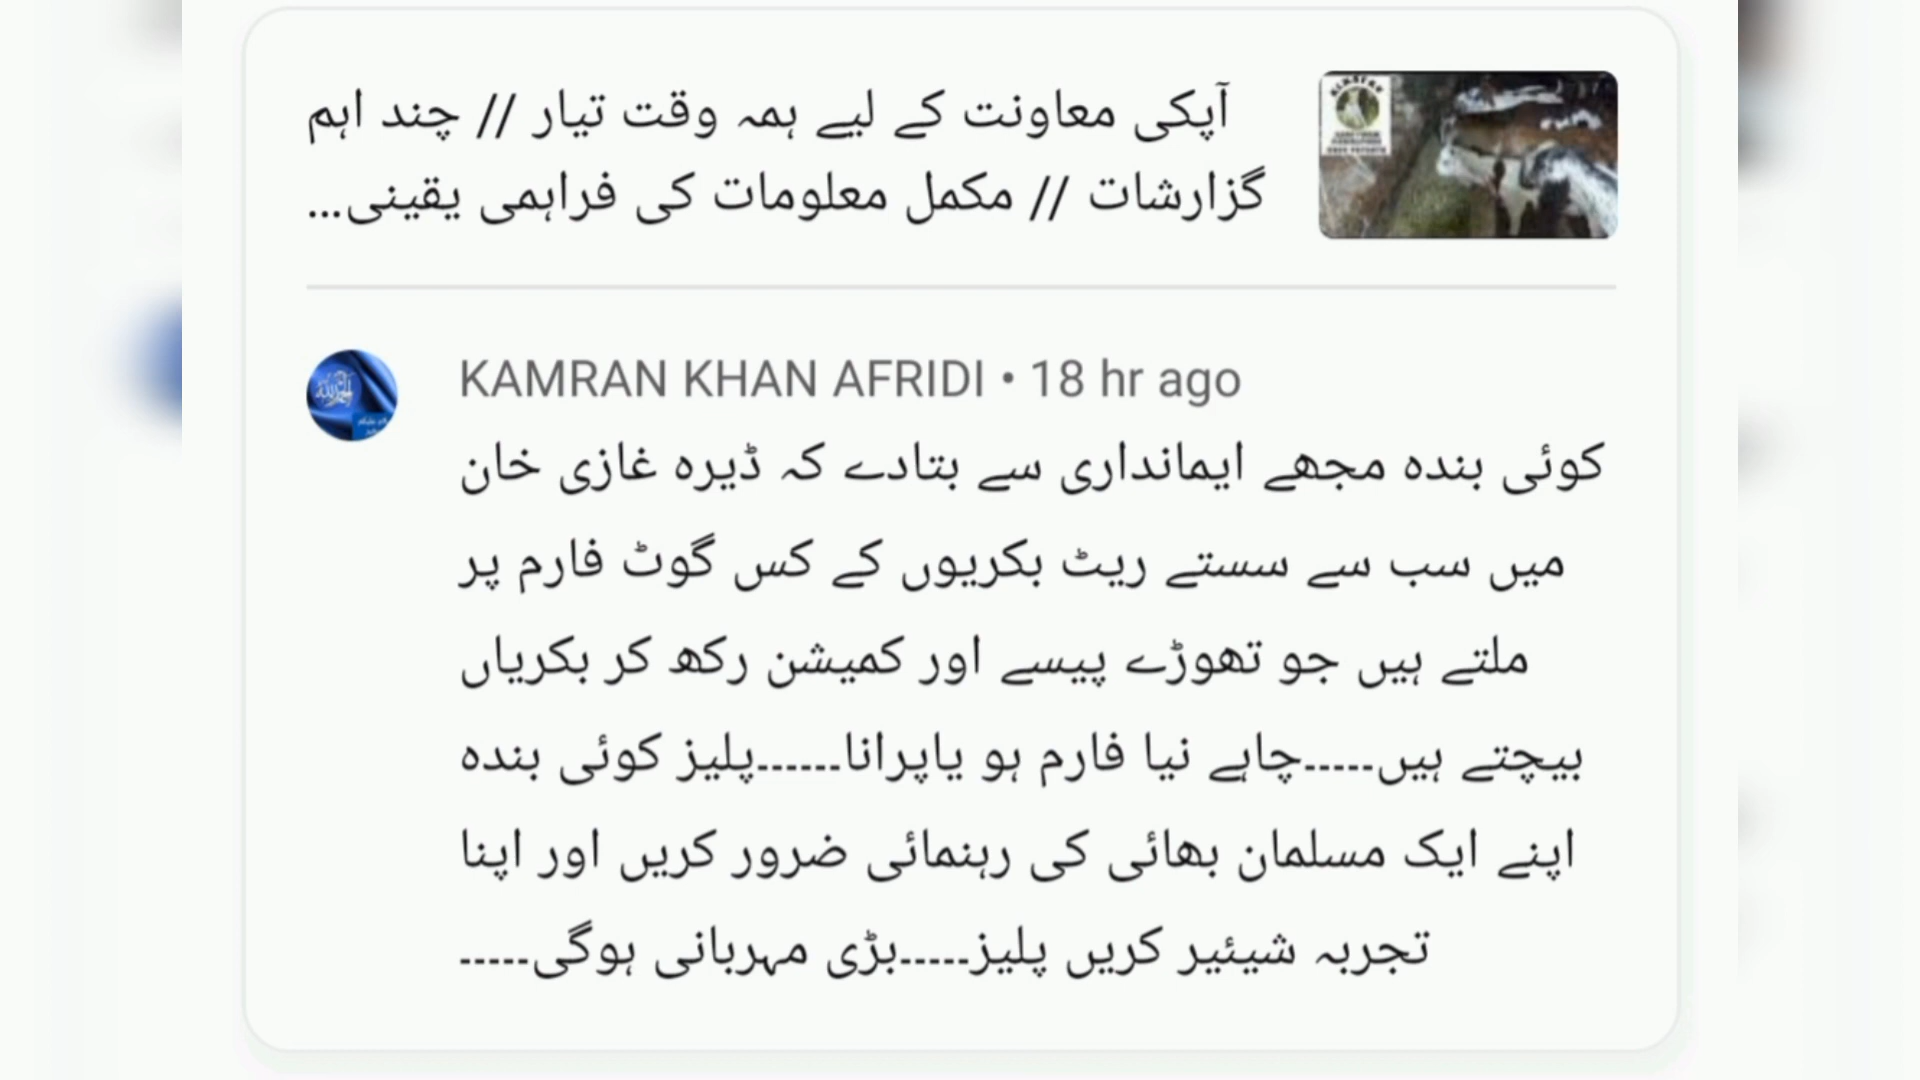 آپکی معاونت کے لیے ہمہ وقت تیار // چند اہم
گزارشات // مکمل معلومات کی فراہمی یقینی...
KAMRAN KHAN AFRIDI • 18 hr ago
کوئی بندہ مجھے ایمانداری سے بتادے کہ ڈیرہ غازی خان
میں سب سے سستے ریٹ بکریوں کے کس گوٹ فارم پر
ملتے ہیں جو تھوڑے پیسے اور کمیشن رکھ کر بکریاں
بیچتے ہیں۔۔۔۔۔چاہے نیا فارم ہو یاپرانا۔۔۔۔۔۔پلیز کوئی بندہ
اپنے ایک مسلمان بھائی کی رہنمائی ضرور کریں اور اپنا
تجربہ شیئیر کریں پلیز۔۔۔۔۔بڑی مہربانی ہوگی۔۔۔۔۔